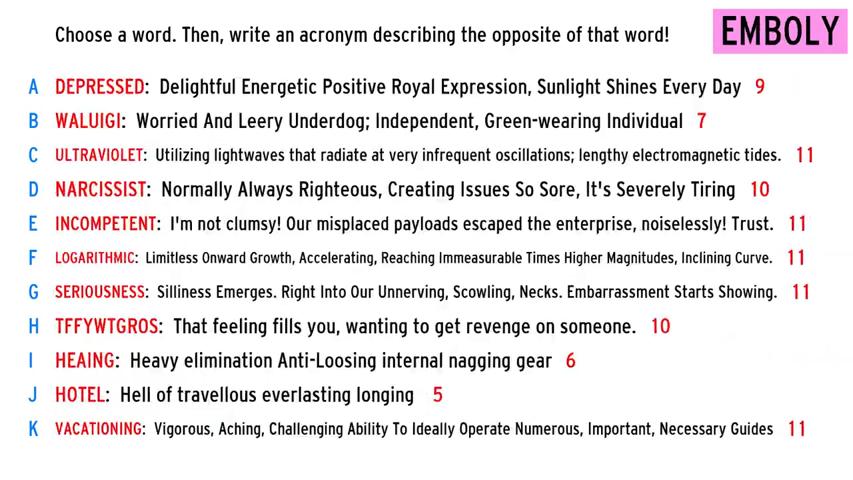 Choose a word. Then, write an acronym describing the opposite of that word!
EMBOLY
A DEPRESSED: Delightful Energetic Positive Royal Expression, Sunlight Shines Every Day 9
B WALUIGI: Worried And Leery Underdog; Independent, Green-wearing Individual 7
C ULTRAVIOLET: Utilizing lightwaves that radiate at very infrequent oscillations; lengthy electromagnetic tides. 11
D NARCISSIST: Normally Always Righteous, Creating Issues So Sore, It's Severely Tiring 10
E INCOMPETENT: I'm not clumsy! Our misplaced payloads escaped the enterprise, noiselessly! Trust. 11
F LOGARITHMIC: Limitless Onward Growth, Accelerating, Reaching Immeasurable Times Higher Magnitudes, Inclining Curve. 11
G SERIOUSNESS: Silliness Emerges. Right Into Our Unnerving, Scowling, Necks. Embarrassment Starts Showing. 11
H TFFYWTGROS: That feeling fills you, wanting to get revenge on someone. 10
I HEAING: Heavy elimination Anti-Loosing internal nagging gear 6
J HOTEL: Hell of travellous everlasting longing 5
K VACATIONING: Vigorous, Aching, Challenging Ability To Ideally Operate Numerous, Important, Necessary Guides 11